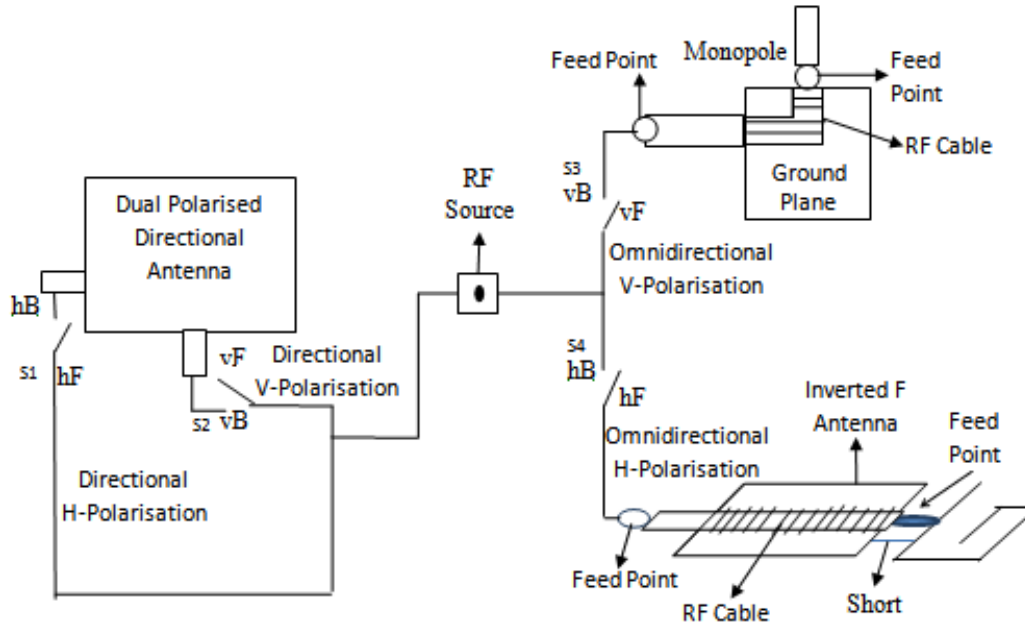 Monopole
Feed Point
Feed
Point
RF Cable
Ground
Plane
S3
vB
vF
RF
Source
Omnidirectional
V-Polarisation
Dual Polarised
Directional
Antenna
hB
S1
hF
vF
S2
vB
Directional
V-Polarisation
Directional
H-Polarisation
S4
hB
hF
Omnidirectional
H-Polarisation
Inverted F
Antenna
Feed
Point
Feed Point
RF Cable
Short